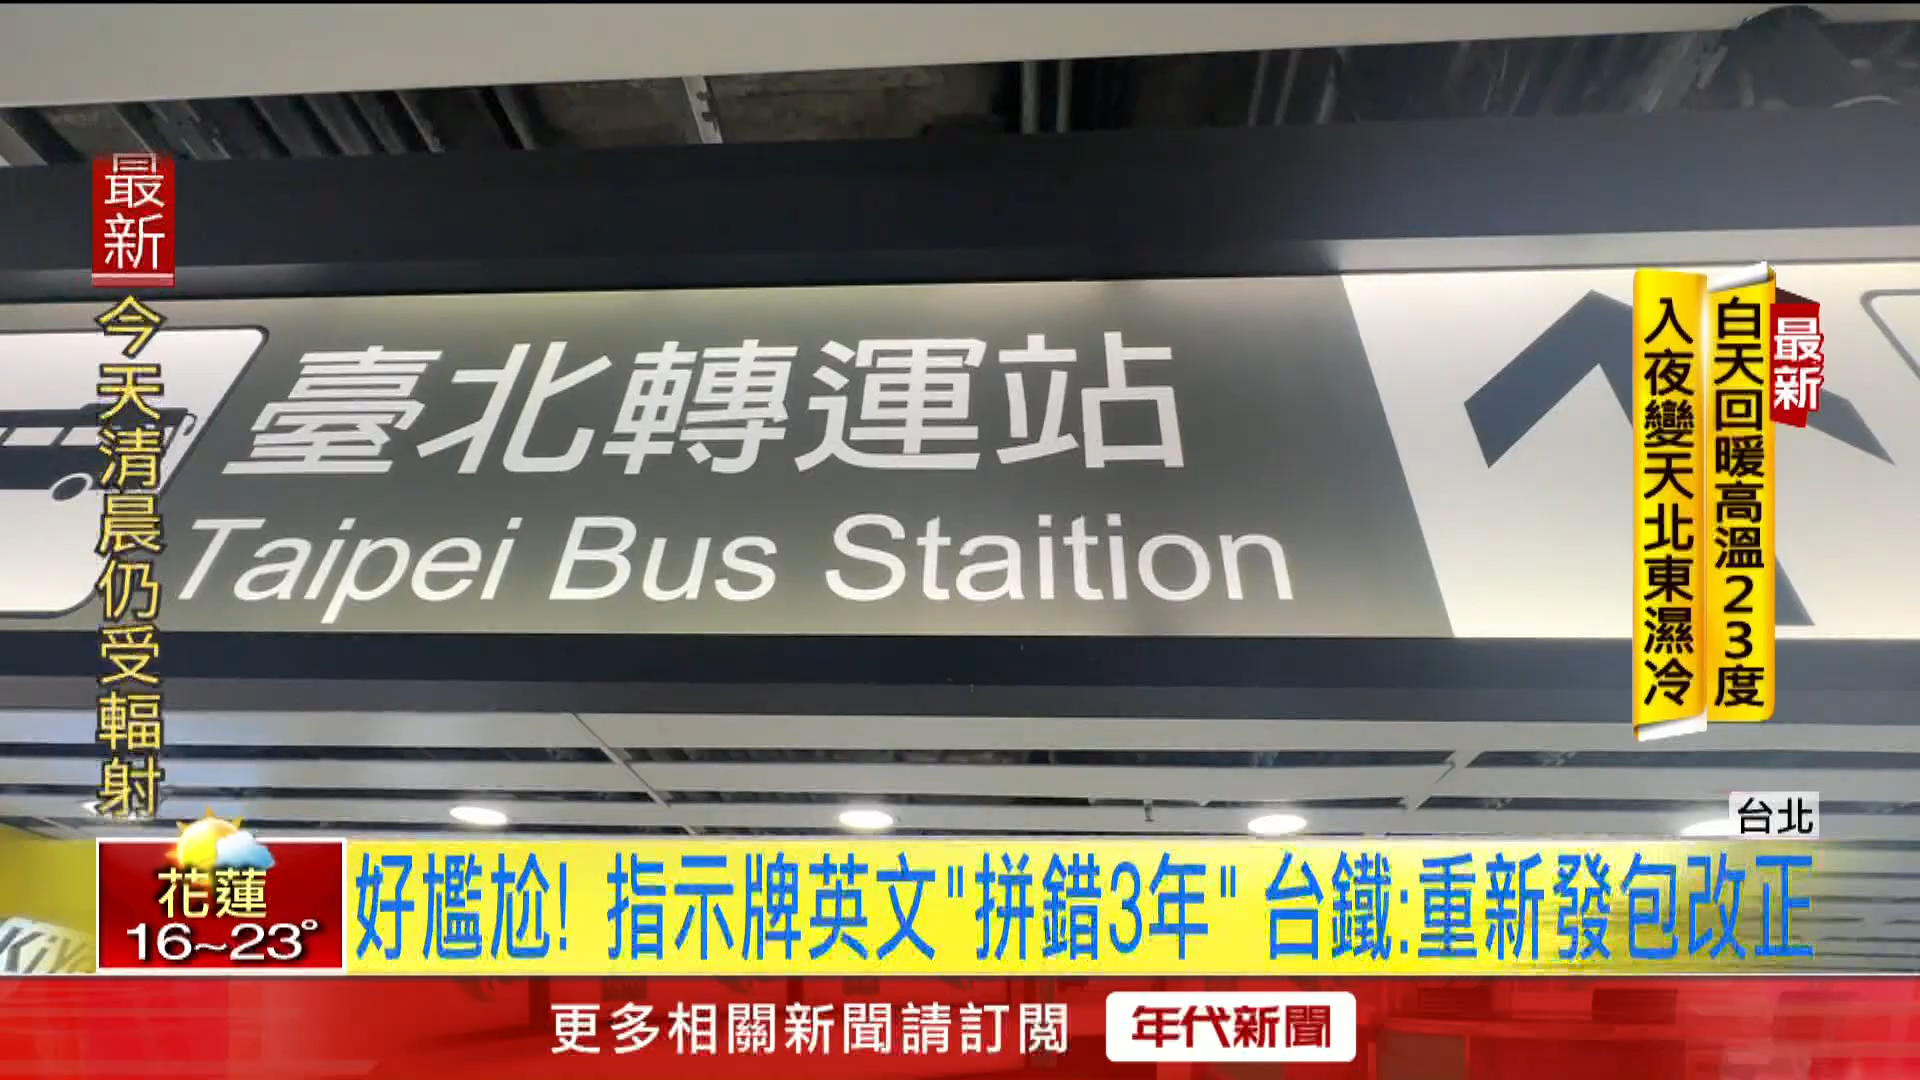 最新
今天清晨仍受輻射
臺北轉運站
Taipei Bus Staition
最新
白天回暖高溫23度
入夜變天北東濕冷
台北
花蓮
16~23°
好尷尬! 指示牌英文"拼錯3年" 台鐵:重新發包改正
更多相關新聞請訂閱
年代新聞